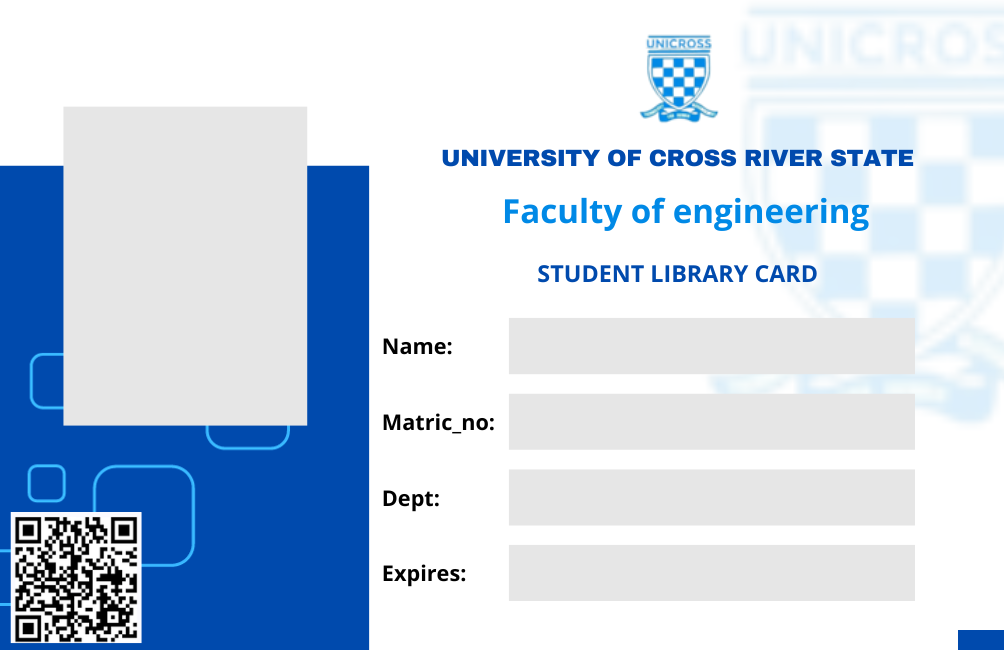 UNICROSS
UNICROSS
UNIVERSITY OF CROSS RIVER STATE
Faculty of engineering
STUDENT LIBRARY CARD
Name:
Matric_no:
Dept:
Expires: